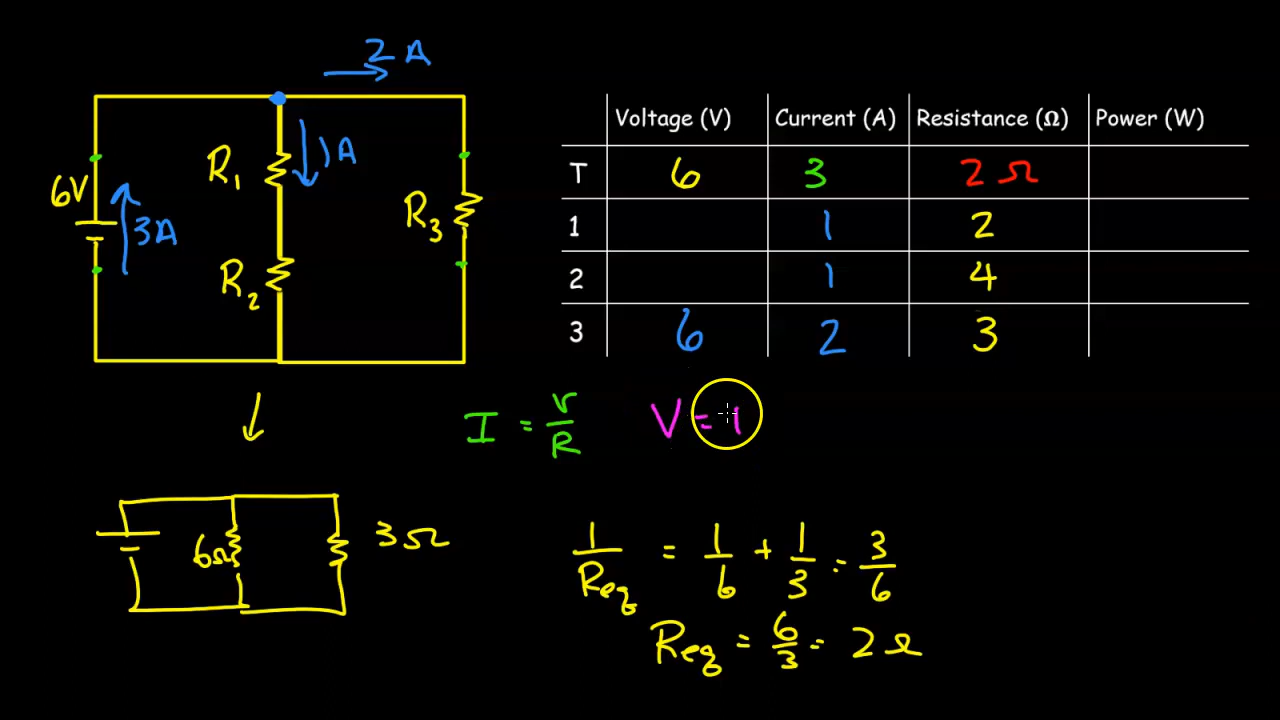 2 A
6V
3A
R1
1A
R2
R3
Voltage (V) Current (A) Resistance (Ω) Power (W)
T 6 3 2 Ω
1 1 2
2 1 4
3 6 2 3
I = V/R V = I
6Ω 3Ω
1/Req = 1/6 + 1/3 = 3/6
Req = 6/3 = 2 Ω